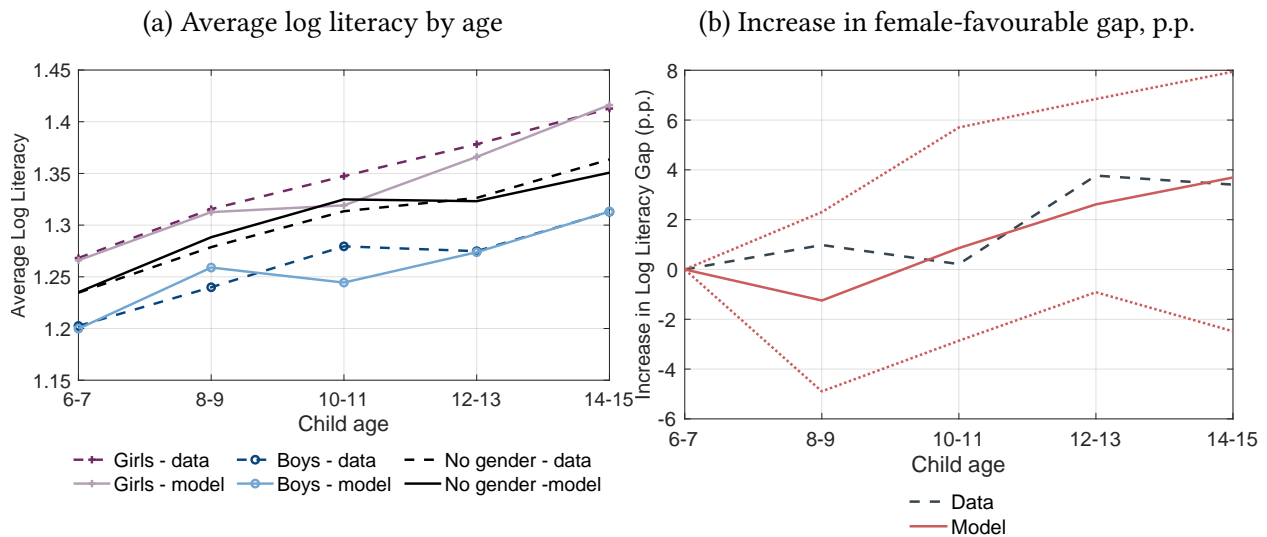 (a) Average log literacy by age
1.45
1.4
1.35
1.3
1.25
1.2
1.15
Average Log Literacy
6-7 8-9 10-11 12-13 14-15
Child age
Girls - data Boys - data No gender - data
Girls - model Boys - model No gender -model
(b) Increase in female-favourable gap, p.p.
8
6
4
2
0
-2
-4
-6
Increase in Log Literacy Gap (p.p.)
6-7 8-9 10-11 12-13 14-15
Child age
Data
Model